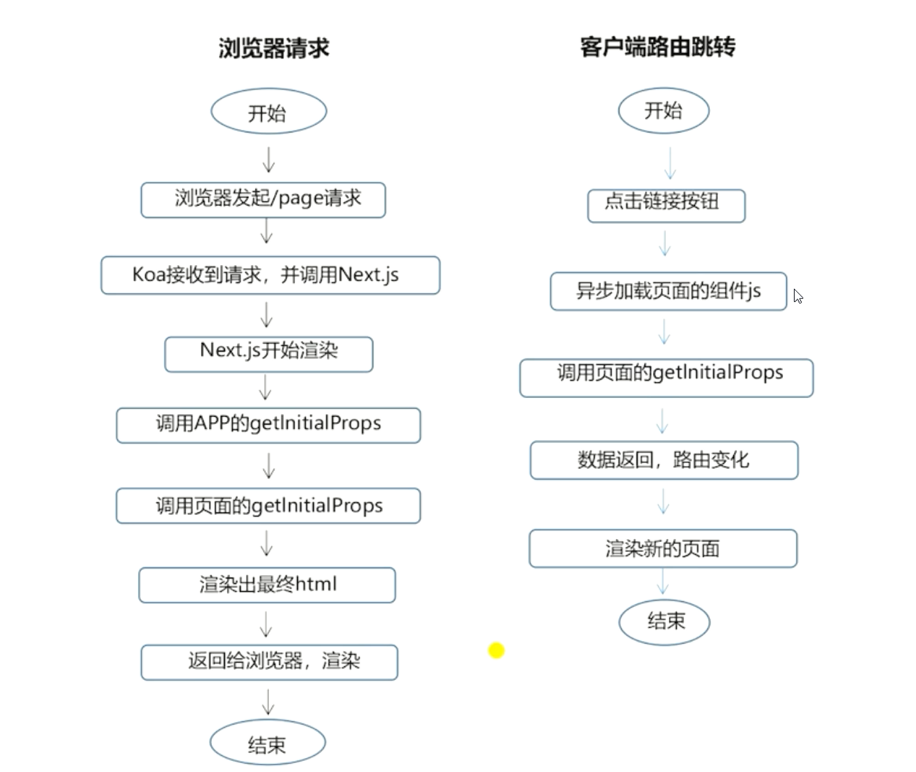 浏览器请求
开始
浏览器发起/page请求
Koa接收到请求，并调用Next.js
Next.js开始渲染
调用APP的getInitialProps
调用页面的getInitialProps
渲染出最终html
返回给浏览器，渲染
结束
客户端路由跳转
开始
点击链接按钮
异步加载页面的组件js
调用页面的getInitialProps
数据返回，路由变化
渲染新的页面
结束